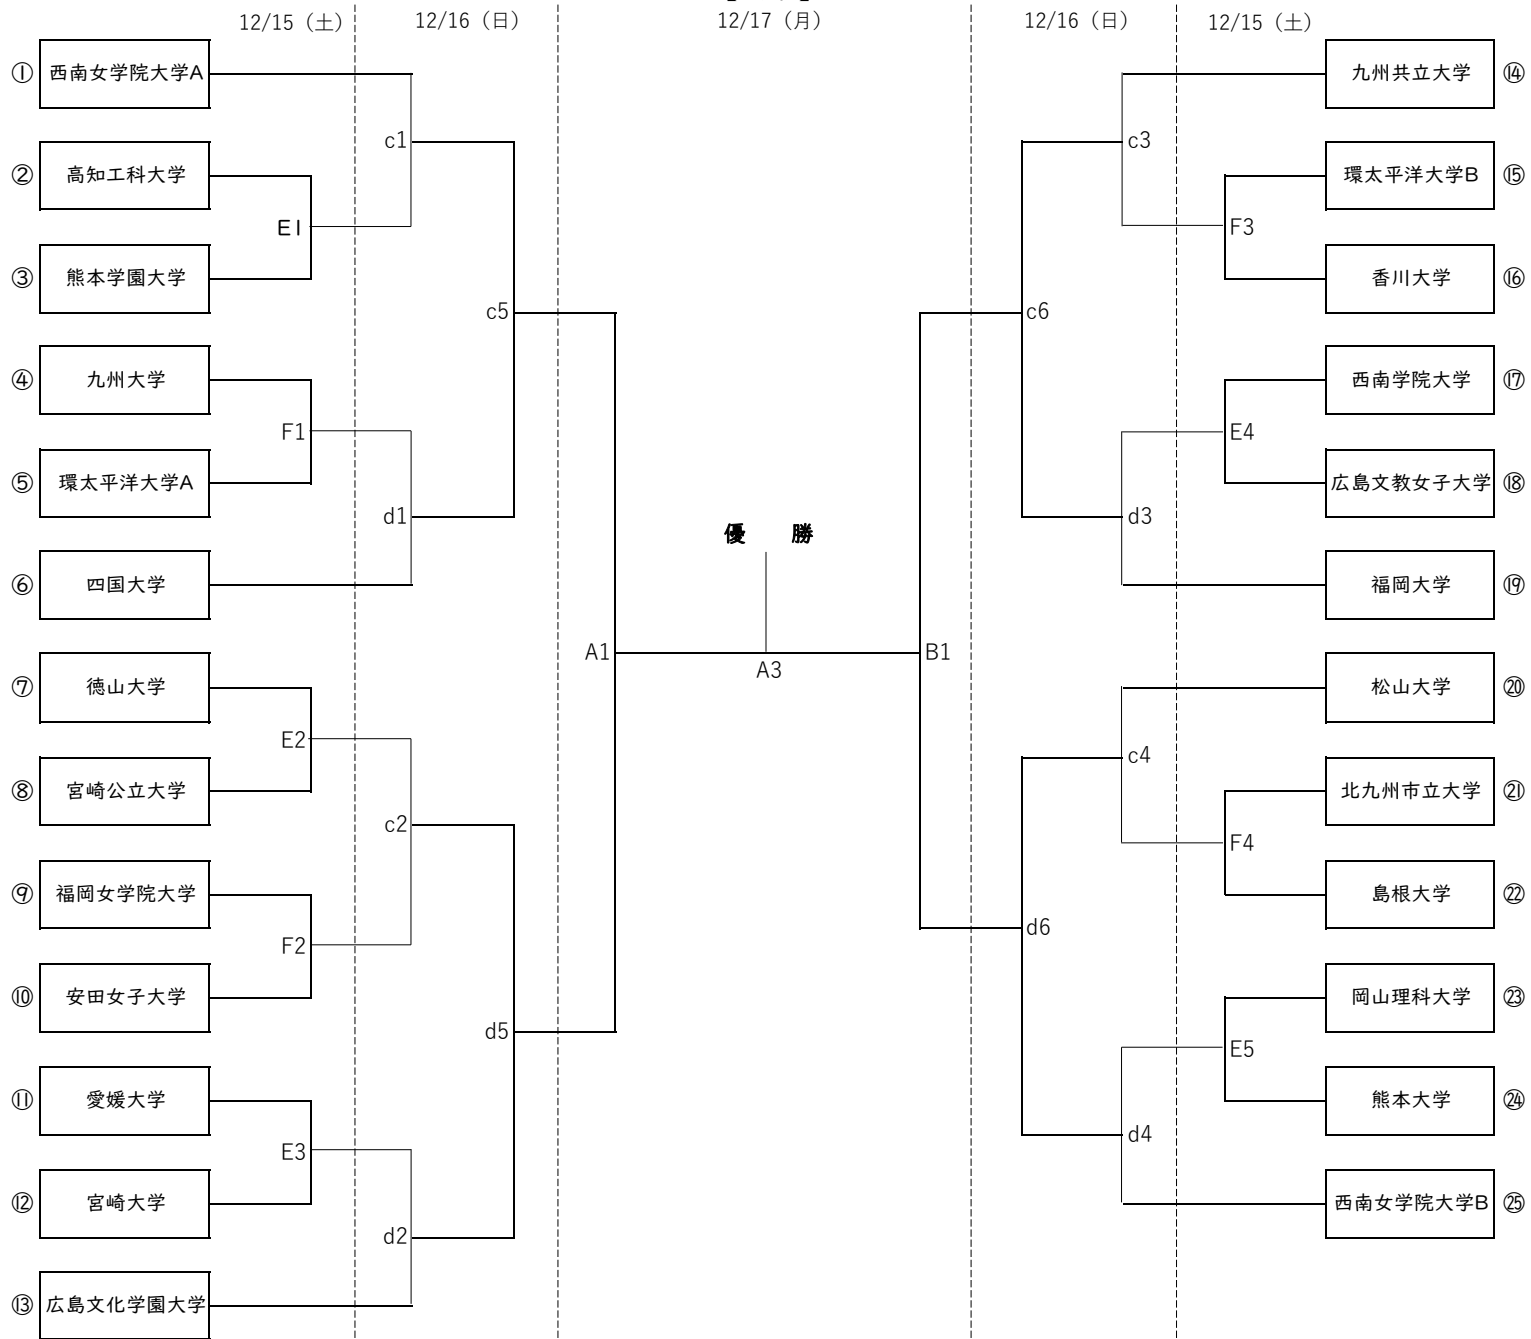 12/15（土） 12/16（日） 12/17（月） 12/16（日） 12/15（土）
① 西南女学院大学A
九州共立大学 ⑭
c1
c3
② 高知工科大学
環太平洋大学B ⑮
E1
F3
③ 熊本学園大学
香川大学 ⑯
c5
c6
④ 九州大学
西南学院大学 ⑰
F1
E4
⑤ 環太平洋大学A
広島文教女子大学 ⑱
d1
d3
優 勝
⑥ 四国大学
福岡大学 ⑲
A1
B1
A3
⑦ 徳山大学
松山大学 ⑳
E2
c4
⑧ 宮崎公立大学
北九州市立大学 ㉑
c2
F4
⑨ 福岡女学院大学
島根大学 ㉒
F2
d6
⑩ 安田女子大学
岡山理科大学 ㉓
d5
E5
⑪ 愛媛大学
熊本大学 ㉔
E3
d4
⑫ 宮崎大学
西南女学院大学B ㉕
d2
⑬ 広島文化学園大学